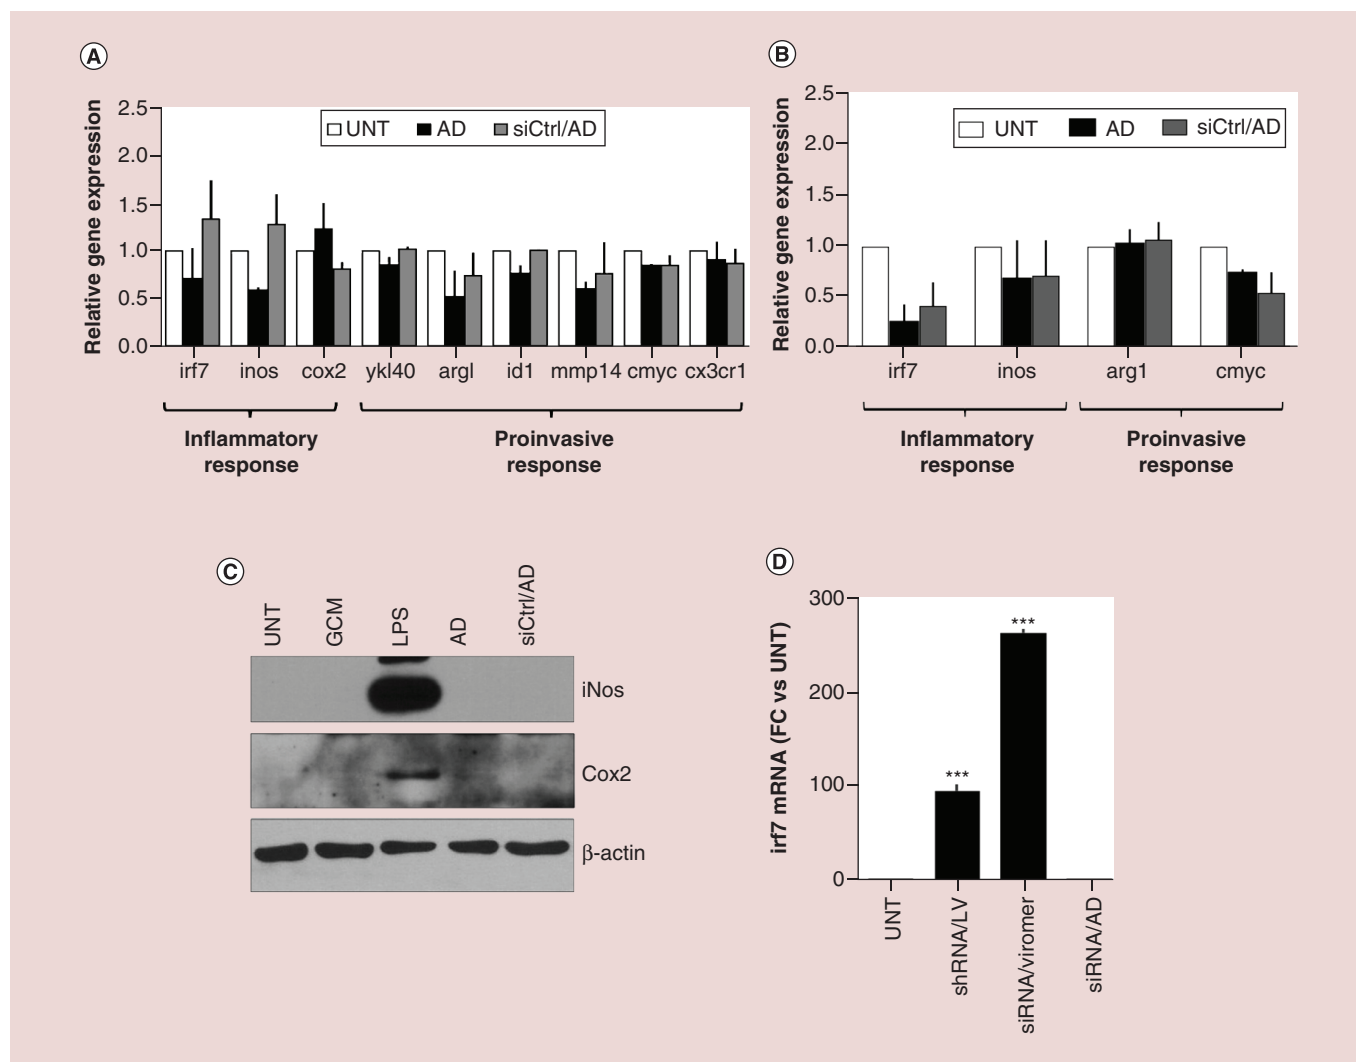 A
2.5
2.0
1.5
1.0
0.5
0.0
Relative gene expression
UNT AD siCtrl/AD
irf7 inos cox2 ykl40 argI id1 mmp14 cmyc cx3cr1
Inflammatory
response
Proinvasive
response
B
2.5
2.0
1.5
1.0
0.5
0.0
Relative gene expression
UNT AD siCtrl/AD
irf7 inos arg1 cmyc
Inflammatory
response
Proinvasive
response
C
UNT
GCM
LPS
AD
siCtrl/AD
iNos
Cox2
β-actin
D
300
200
100
0
irf7 mRNA (FC vs UNT)
***
***
UNT
shRNA/LV
siRNA/viromer
siRNA/AD